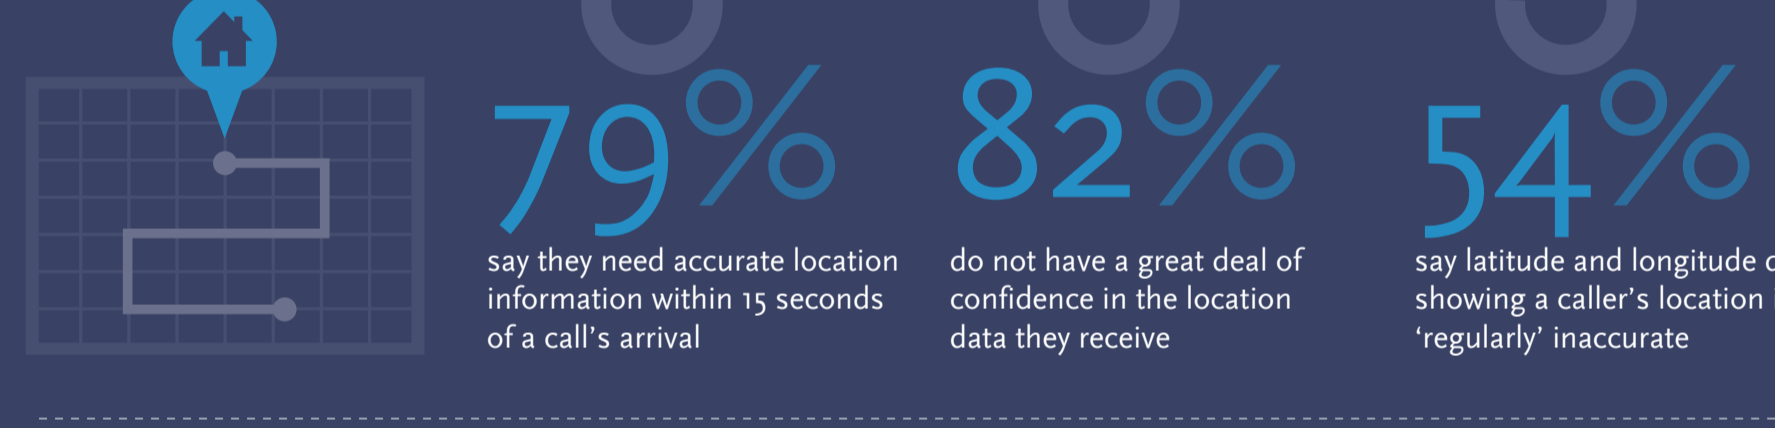 79%
say they need accurate location
information within 15 seconds
of a call's arrival
82%
do not have a great deal of
confidence in the location
data they receive
54%
say latitude and longitude
showing a caller's location
‘regularly’ inaccurate